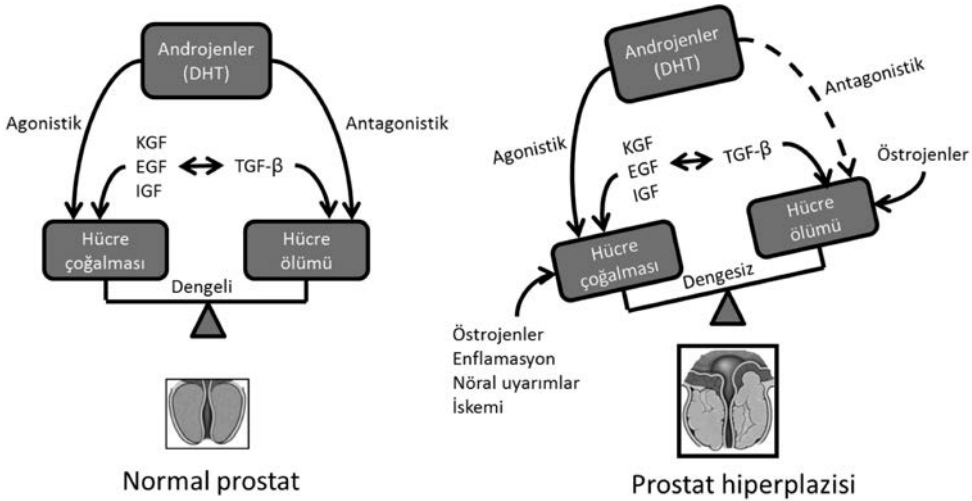 Androjenler
(DHT)
Agonistik
Antagonistik
KGF
EGF
IGF
TGF-β
Hücre
çoğalması
Hücre
ölümü
Dengeli
Normal prostat
Androjenler
(DHT)
Antagonistik
Agonistik
KGF
EGF
IGF
TGF-β
Östrojenler
Hücre
ölümü
Hücre
çoğalması
Dengesiz
Östrojenler
Enflamasyon
Nöral uyarımlar
İskemi
Prostat hiperplazisi